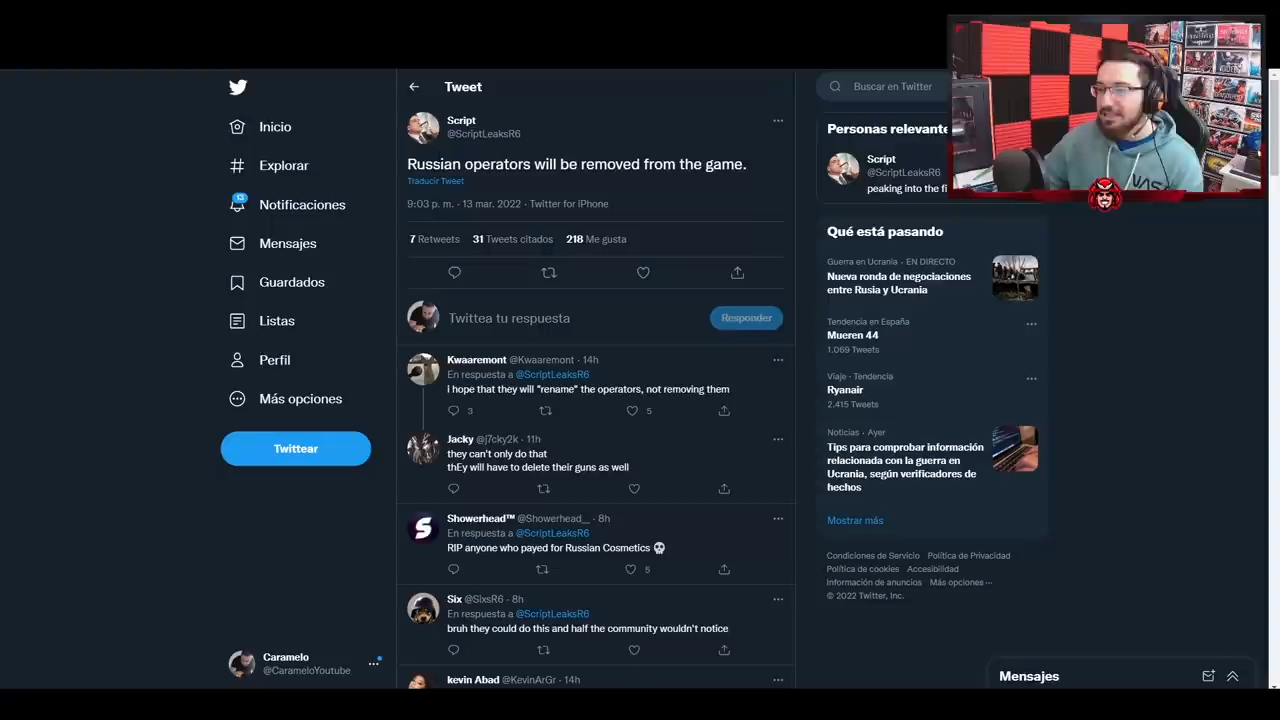 Inicio
Explorar
13
Notificaciones
Mensajes
Guardados
Listas
Perfil
Más opciones
Twittear
Caramelo
@CarameloYoutube
Tweet
Script
@ScriptLeaksR6
Russian operators will be removed from the game.
Traducir Tweet
9:03 p. m. · 13 mar. 2022 · Twitter for iPhone
7 Retweets 31 Tweets citados 218 Me gusta
Twittea tu respuesta
Responder
Kwaaremont @Kwaaremont · 14h
En respuesta a @ScriptLeaksR6
i hope that they will "rename" the operators, not removing them
3 5
Jacky @j7cky2k · 11h
they can't only do that
thEy will have to delete their guns as well
Showerhead™ @Showerhead__ · 8h
En respuesta a @ScriptLeaksR6
RIP anyone who payed for Russian Cosmetics 💀
5
Six @SixsR6 · 8h
En respuesta a @ScriptLeaksR6
bruh they could do this and half the community wouldn't notice
kevin Abad @KevinArGr · 14h
Buscar en Twitter
Personas relevante
Script
@ScriptLeaksR6
peaking into the fi
Qué está pasando
Guerra en Ucrania · EN DIRECTO
Nueva ronda de negociaciones
entre Rusia y Ucrania
Tendencia en España
Mueren 44
1.069 Tweets
Viaje · Tendencia
Ryanair
2.415 Tweets
Noticias · Ayer
Tips para comprobar información
relacionada con la guerra en
Ucrania, según verificadores de
hechos
Mostrar más
Condiciones de Servicio Política de Privacidad
Política de cookies Accesibilidad
Información de anuncios Más opciones ···
© 2022 Twitter, Inc.
Mensajes